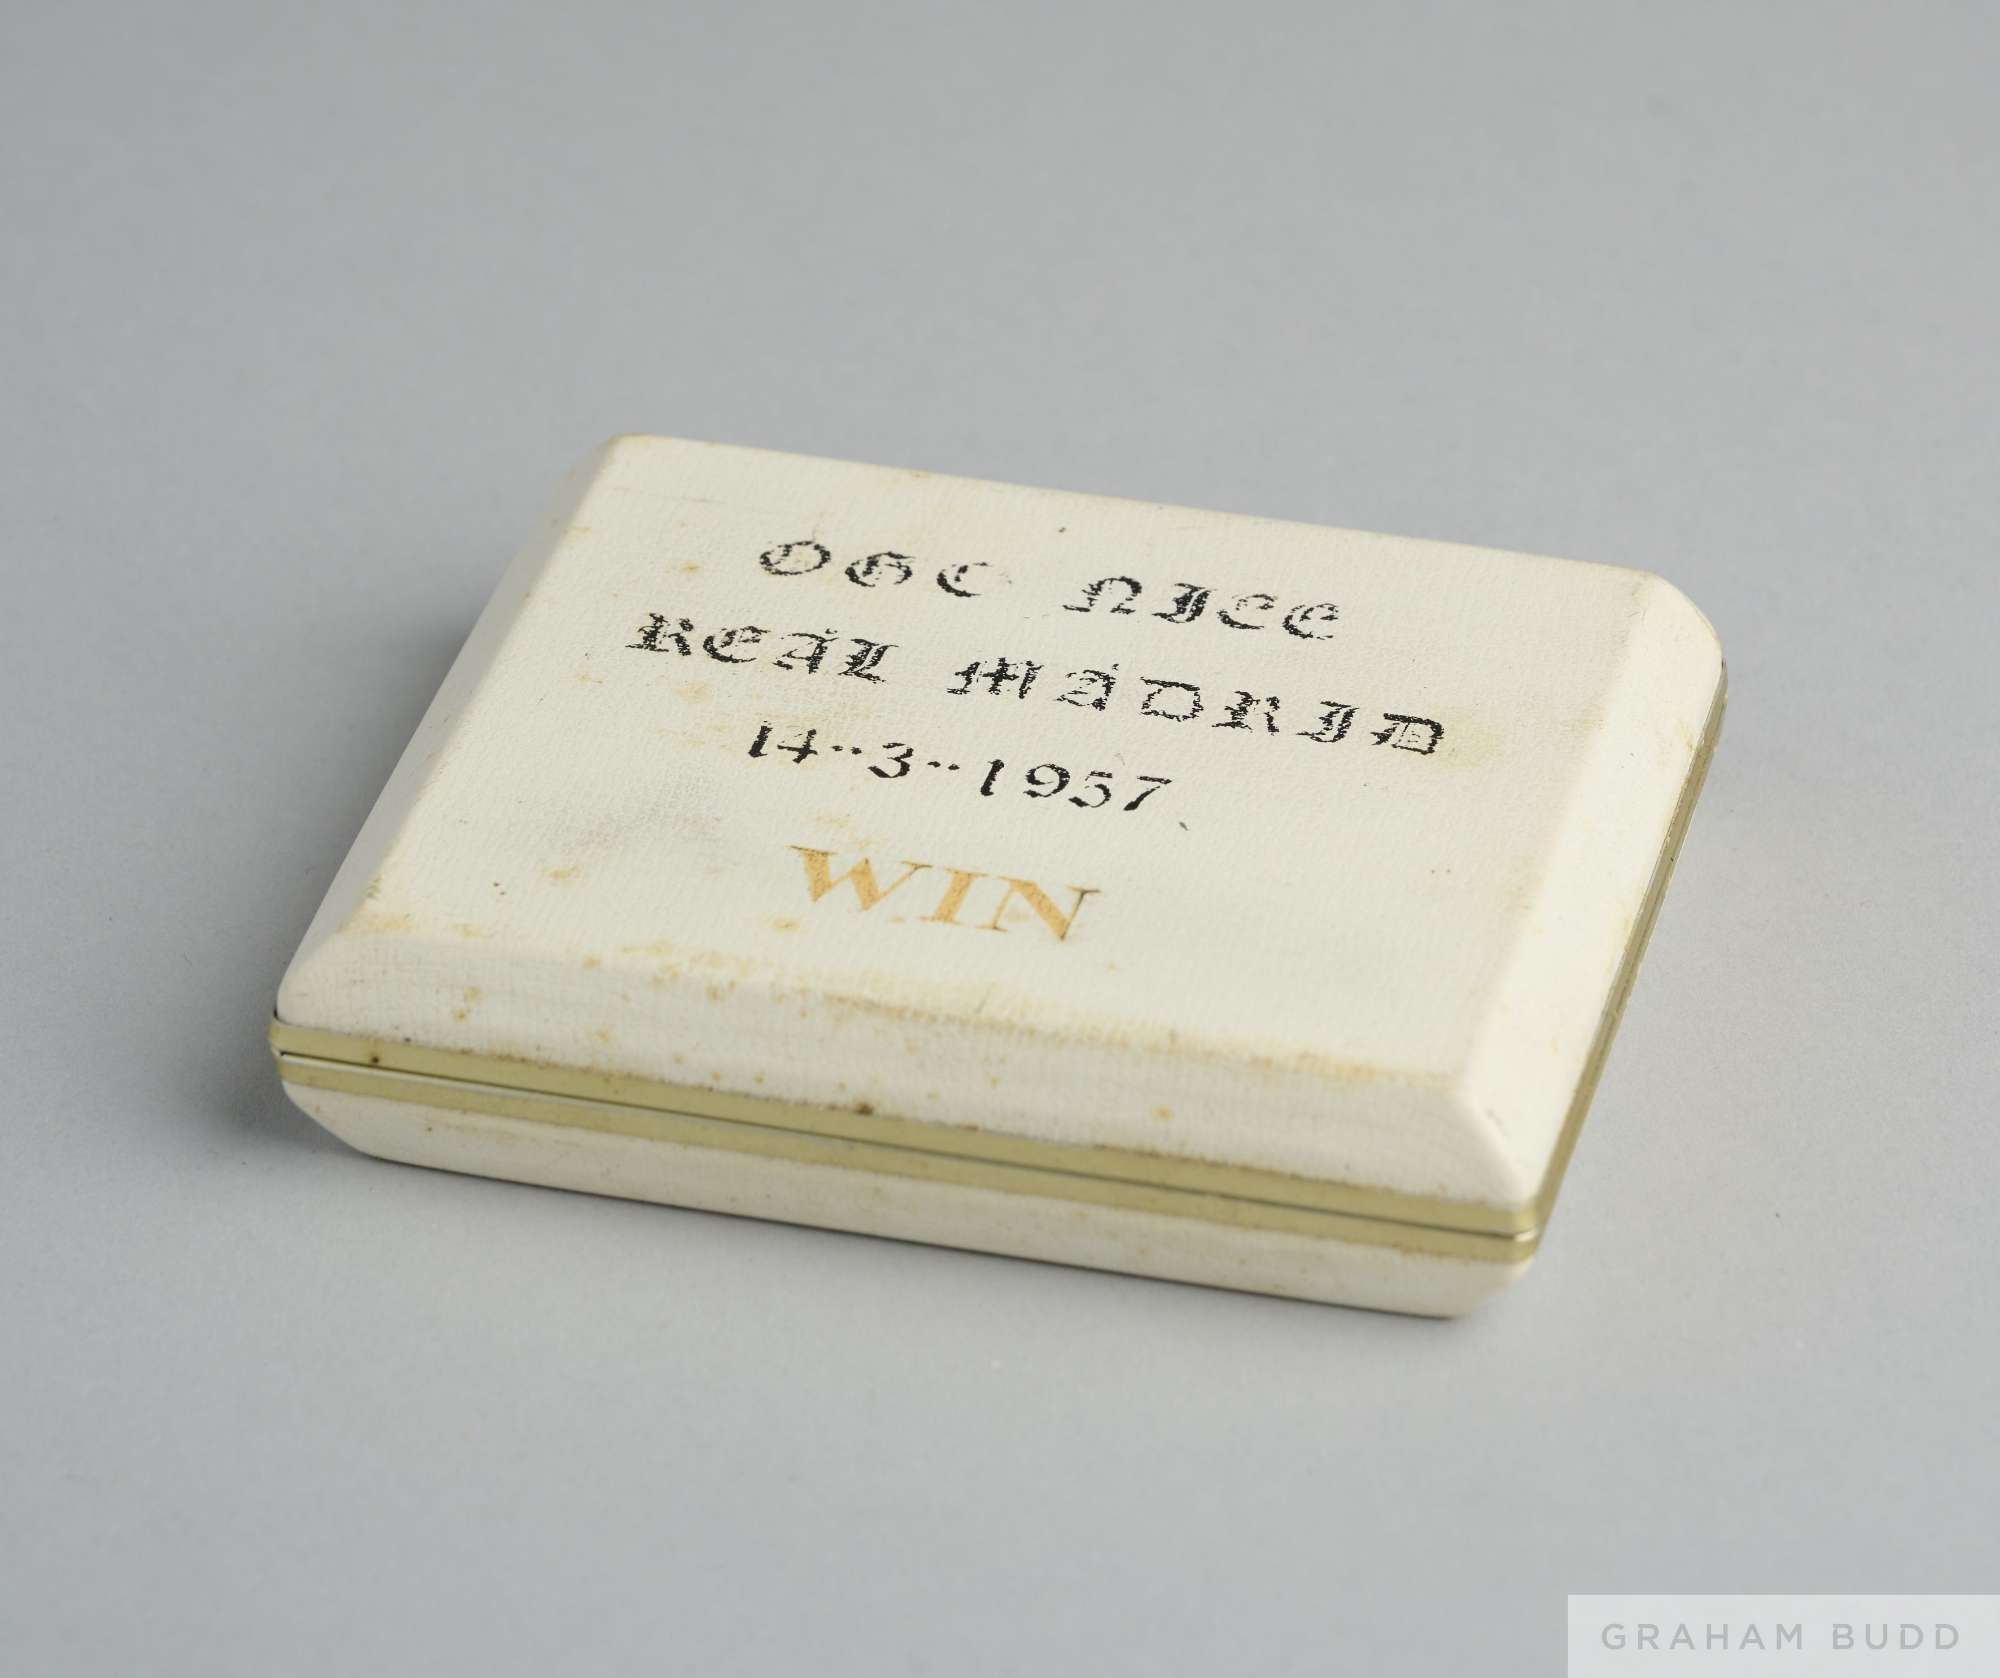 OGC NICE
REAL MADRID
14··3··1957
WIN
GRAHAM BUDD